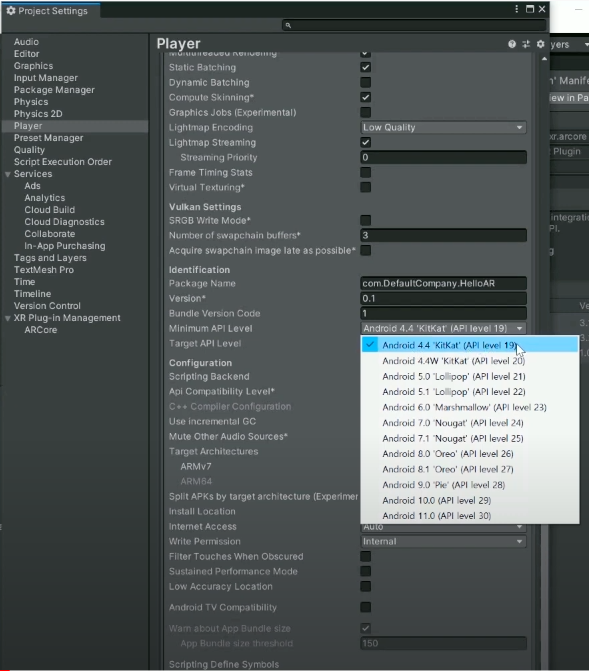 Project Settings
Audio
Editor
Graphics
Input Manager
Package Manager
Physics
Physics 2D
Player
Preset Manager
Quality
Script Execution Order
Services
Ads
Analytics
Cloud Build
Cloud Diagnostics
Collaborate
In-App Purchasing
Tags and Layers
TextMesh Pro
Time
Timeline
Version Control
XR Plug-in Management
ARCore
Player
Multithreaded Rendering
Static Batching
Dynamic Batching
Compute Skinning*
Graphics Jobs (Experimental)
Lightmap Encoding Low Quality
Lightmap Streaming
Streaming Priority 0
Frame Timing Stats
Virtual Texturing*
Vulkan Settings
SRGB Write Mode*
Number of swapchain buffers* 3
Acquire swapchain image late as possible*
Identification
Package Name com.DefaultCompany.HelloAR
Version* 0.1
Bundle Version Code 1
Minimum API Level Android 4.4 'KitKat' (API level 19)
Target API Level
Android 4.4 'KitKat' (API level 19)
Android 4.4W 'KitKat' (API level 20)
Android 5.0 'Lollipop' (API level 21)
Android 5.1 'Lollipop' (API level 22)
Android 6.0 'Marshmallow' (API level 23)
Android 7.0 'Nougat' (API level 24)
Android 7.1 'Nougat' (API level 25)
Android 8.0 'Oreo' (API level 26)
Android 8.1 'Oreo' (API level 27)
Android 9.0 'Pie' (API level 28)
Android 10.0 (API level 29)
Android 11.0 (API level 30)
Configuration
Scripting Backend
Api Compatibility Level*
C++ Compiler Configuration
Use incremental GC
Mute Other Audio Sources*
Target Architectures
ARMv7
ARM64
Split APKs by target architecture (Experimer
Install Location
Internet Access Auto
Write Permission Internal
Filter Touches When Obscured
Sustained Performance Mode
Low Accuracy Location
Android TV Compatibility
Warn about App Bundle size
App Bundle size threshold 150
Scripting Define Symbols
yers
n' Manife
ew in Pa
xr.arcore
Plugin
integratio
PI.
g
Ve
3.
3.
1.0